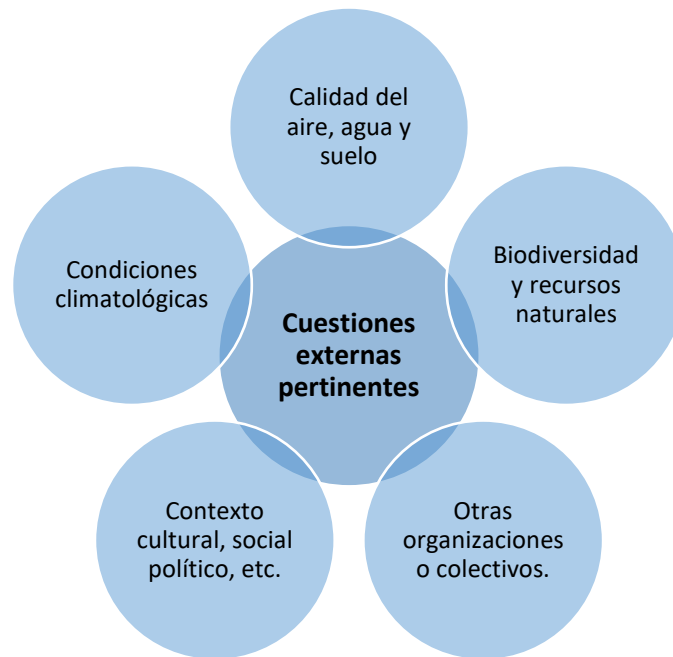 Calidad del
aire, agua y
suelo
Condiciones
climatológicas
Biodiversidad
y recursos
naturales
Cuestiones
externas
pertinentes
Contexto
cultural, social
político, etc.
Otras
organizaciones
o colectivos.